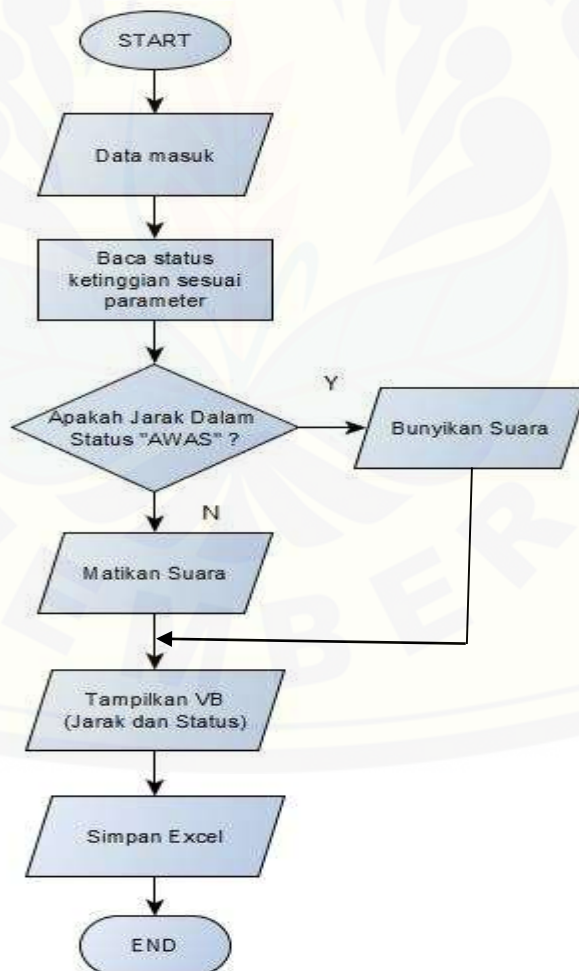 START
Data masuk
Baca status
ketinggian sesuai
parameter
Apakah Jarak Dalam
Status "AWAS" ?
Y
Bunyikan Suara
N
Matikan Suara
Tampilkan VB
(Jarak dan Status)
Simpan Excel
END